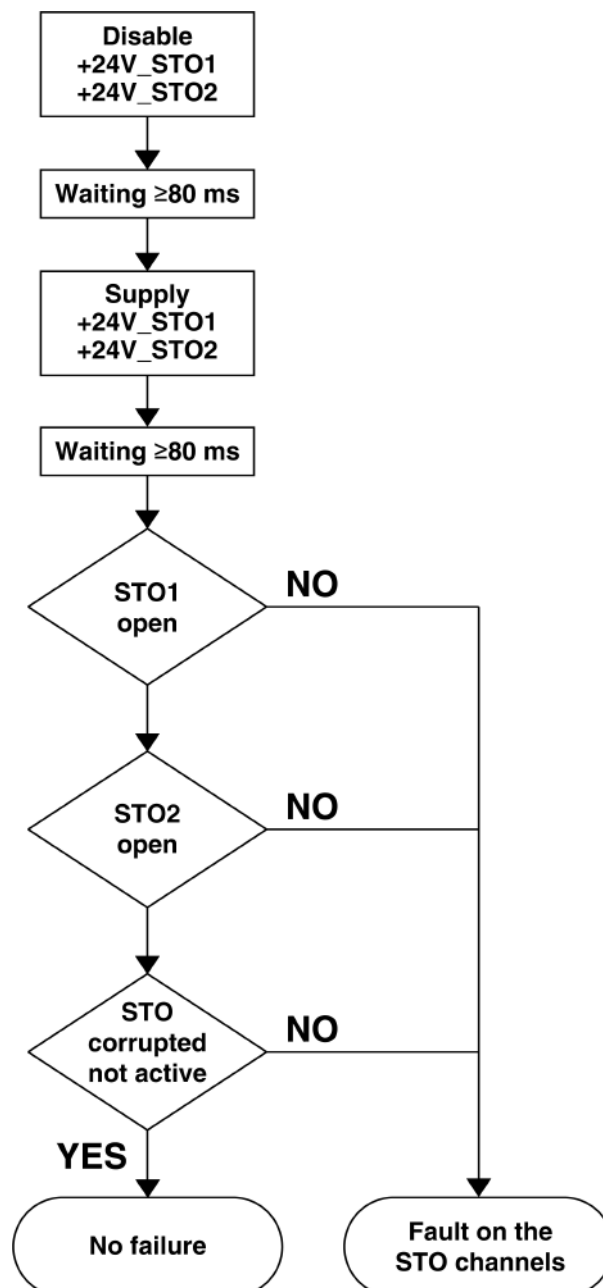 Disable
+24V_STO1
+24V_STO2
Waiting ≥80 ms
Supply
+24V_STO1
+24V_STO2
Waiting ≥80 ms
STO1
open
NO
STO2
open
NO
STO
corrupted
not active
NO
YES
No failure
Fault on the
STO channels